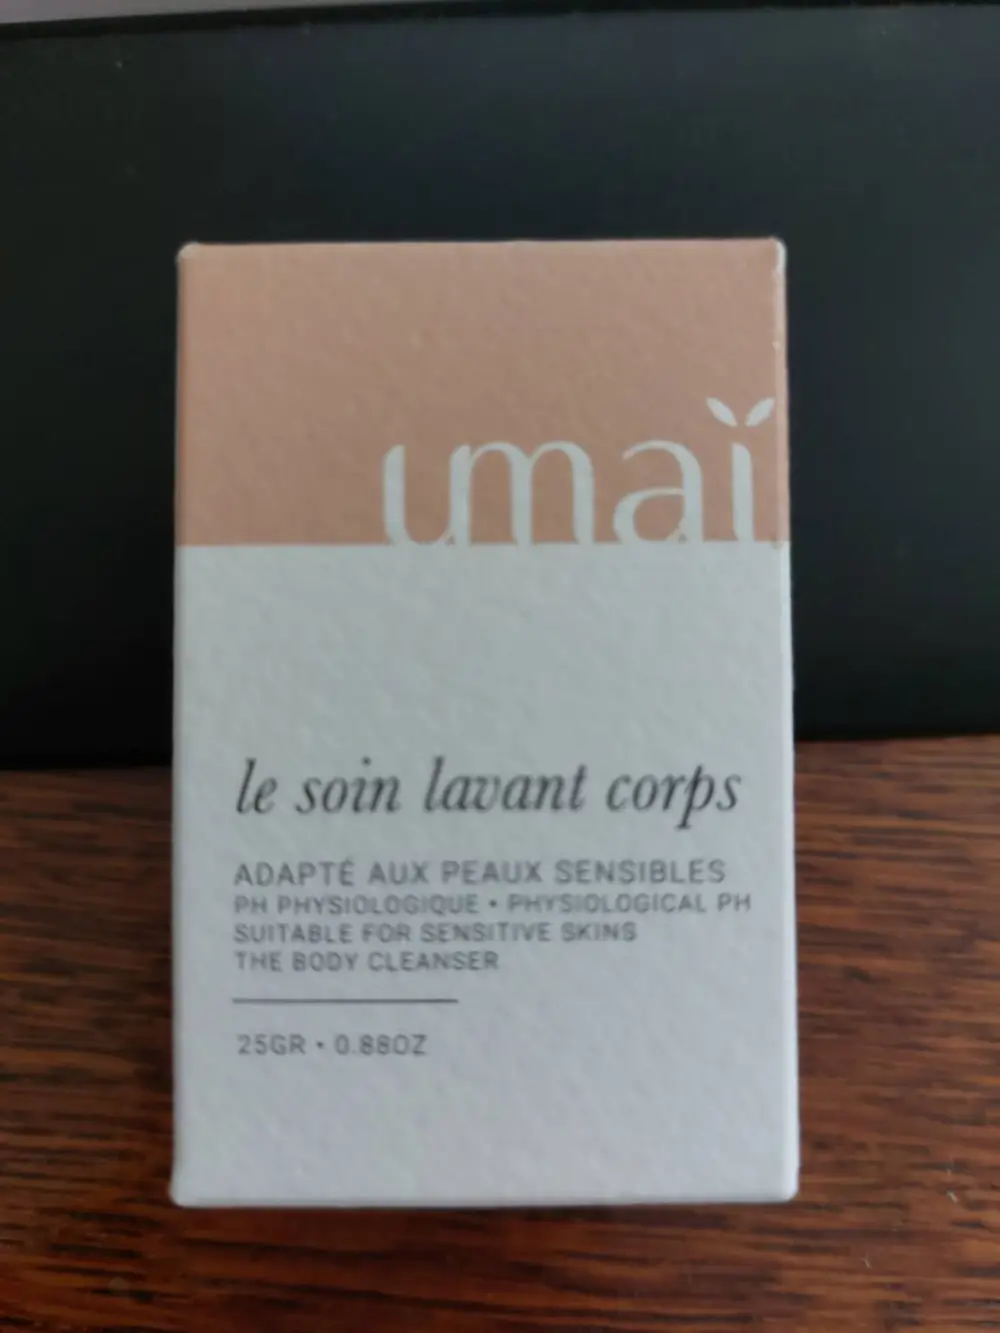 umaï
le soin lavant corps
ADAPTÉ AUX PEAUX SENSIBLES
PH PHYSIOLOGIQUE • PHYSIOLOGICAL PH
SUITABLE FOR SENSITIVE SKINS
THE BODY CLEANSER
25GR • 0.88OZ